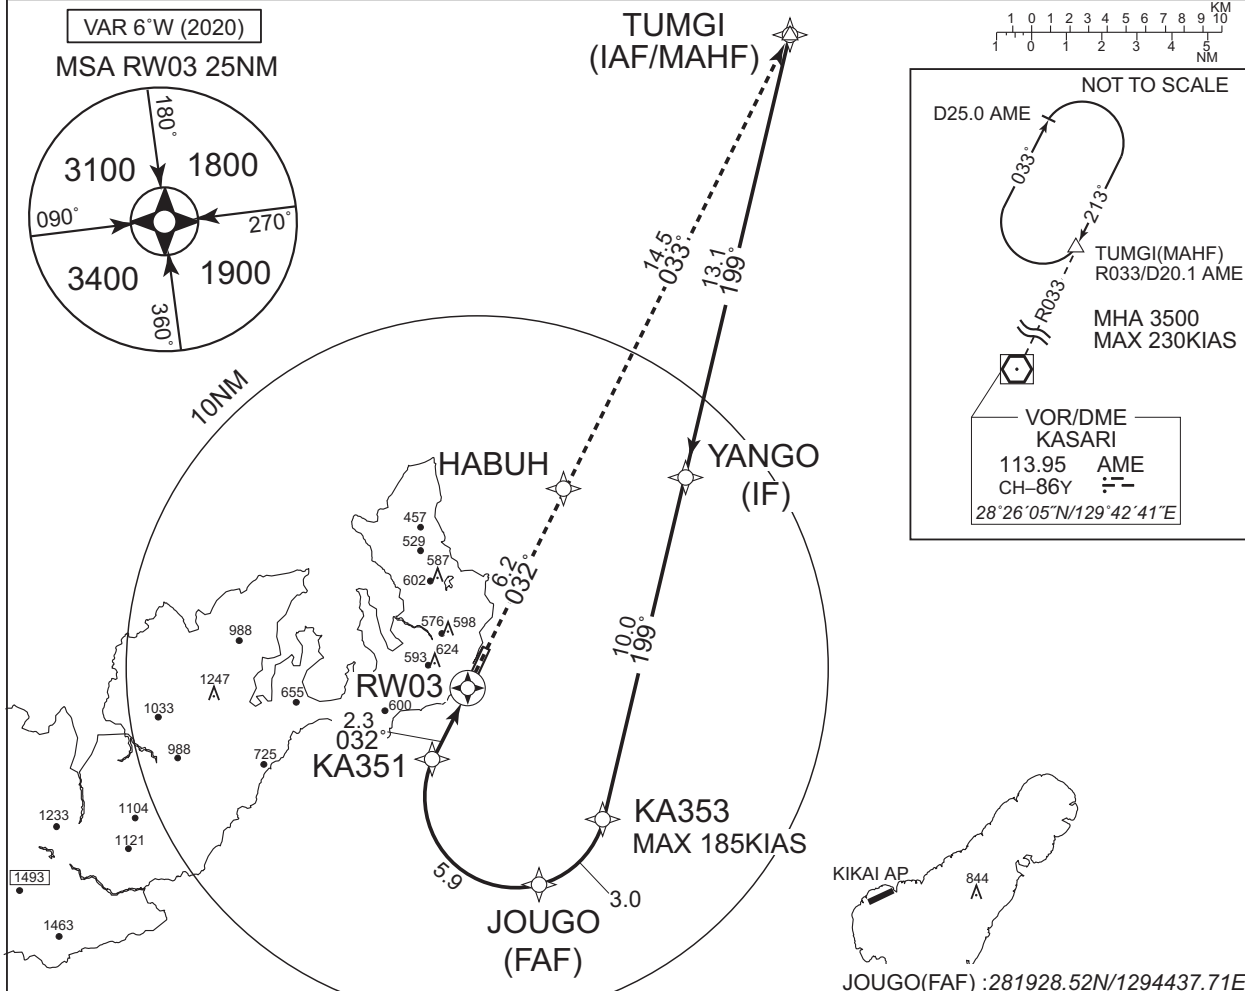 VAR 6°W (2020)
MSA RW03 25NM
180°
3100
1800
090°
270°
3400
1900
360°
TUMGI
(IAF/MAHF)
1 0 1 2 3 4 5 6 7 8 9 10
KM
1 0 1 2 3 4 5
NM
NOT TO SCALE
D25.0 AME
033°
213°
TUMGI(MAHF)
R033/D20.1 AME
R033
MHA 3500
MAX 230KIAS
VOR/DME
KASARI
113.95 AME
CH–86Y
28°26´05˝N/129°42´41˝E
14.5
033°
13.1
199°
10NM
HABUH
YANGO
(IF)
457
529
587
602
6.2
032°
576
598
593
624
10.0
199°
988
1247
655
1033
RW03
600
2.3
032°
988
725
KA351
1233
1104
1121
KA353
MAX 185KIAS
1493
5.9
3.0
1463
JOUGO
(FAF)
KIKAI AP
844
JOUGO(FAF) :281928.52N/1294437.71E